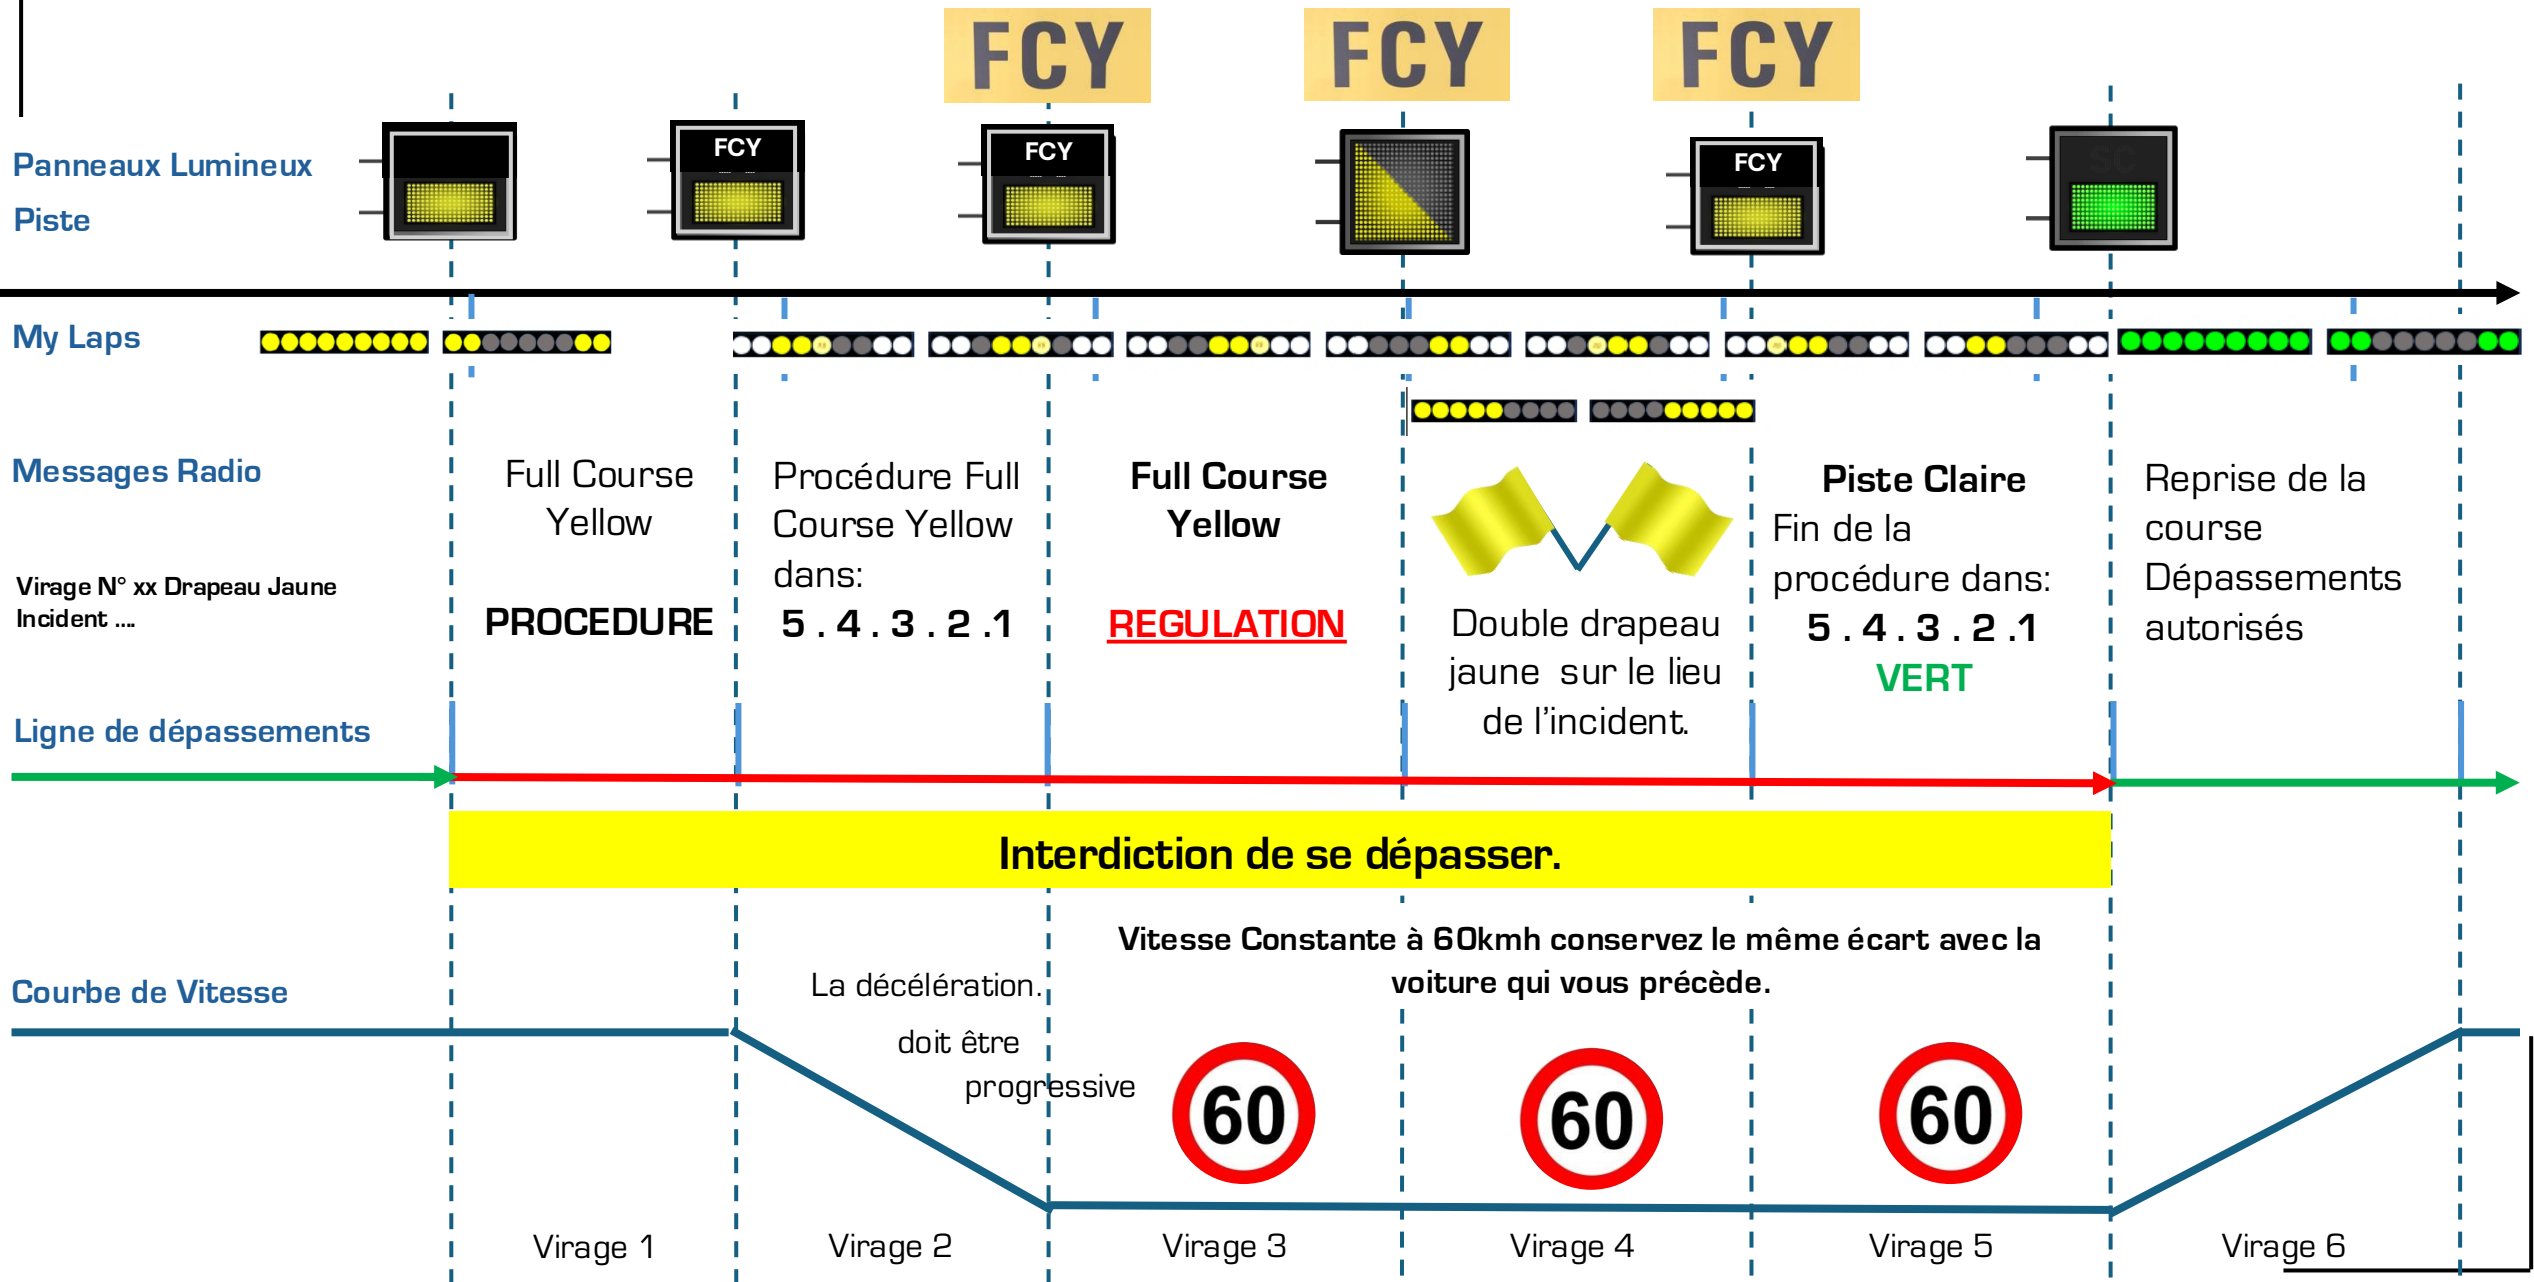 FCY
FCY
FCY
Panneaux Lumineux
Piste
FCY
FCY
FCY
SC
My Laps
Messages Radio
Virage N° xx Drapeau Jaune
Incident ....
Full Course
Yellow
PROCEDURE
Procédure Full
Course Yellow
dans:
5 . 4 . 3 . 2 .1
Full Course
Yellow
REGULATION
Double drapeau
jaune sur le lieu
de l'incident.
Piste Claire
Fin de la
procédure dans:
5 . 4 . 3 . 2 .1
VERT
Reprise de la
course
Dépassements
autorisés
Ligne de dépassements
Interdiction de se dépasser.
Vitesse Constante à 60kmh conservez le même écart avec la
voiture qui vous précède.
Courbe de Vitesse
La décélération.
doit être
progressive
60
60
60
Virage 1
Virage 2
Virage 3
Virage 4
Virage 5
Virage 6